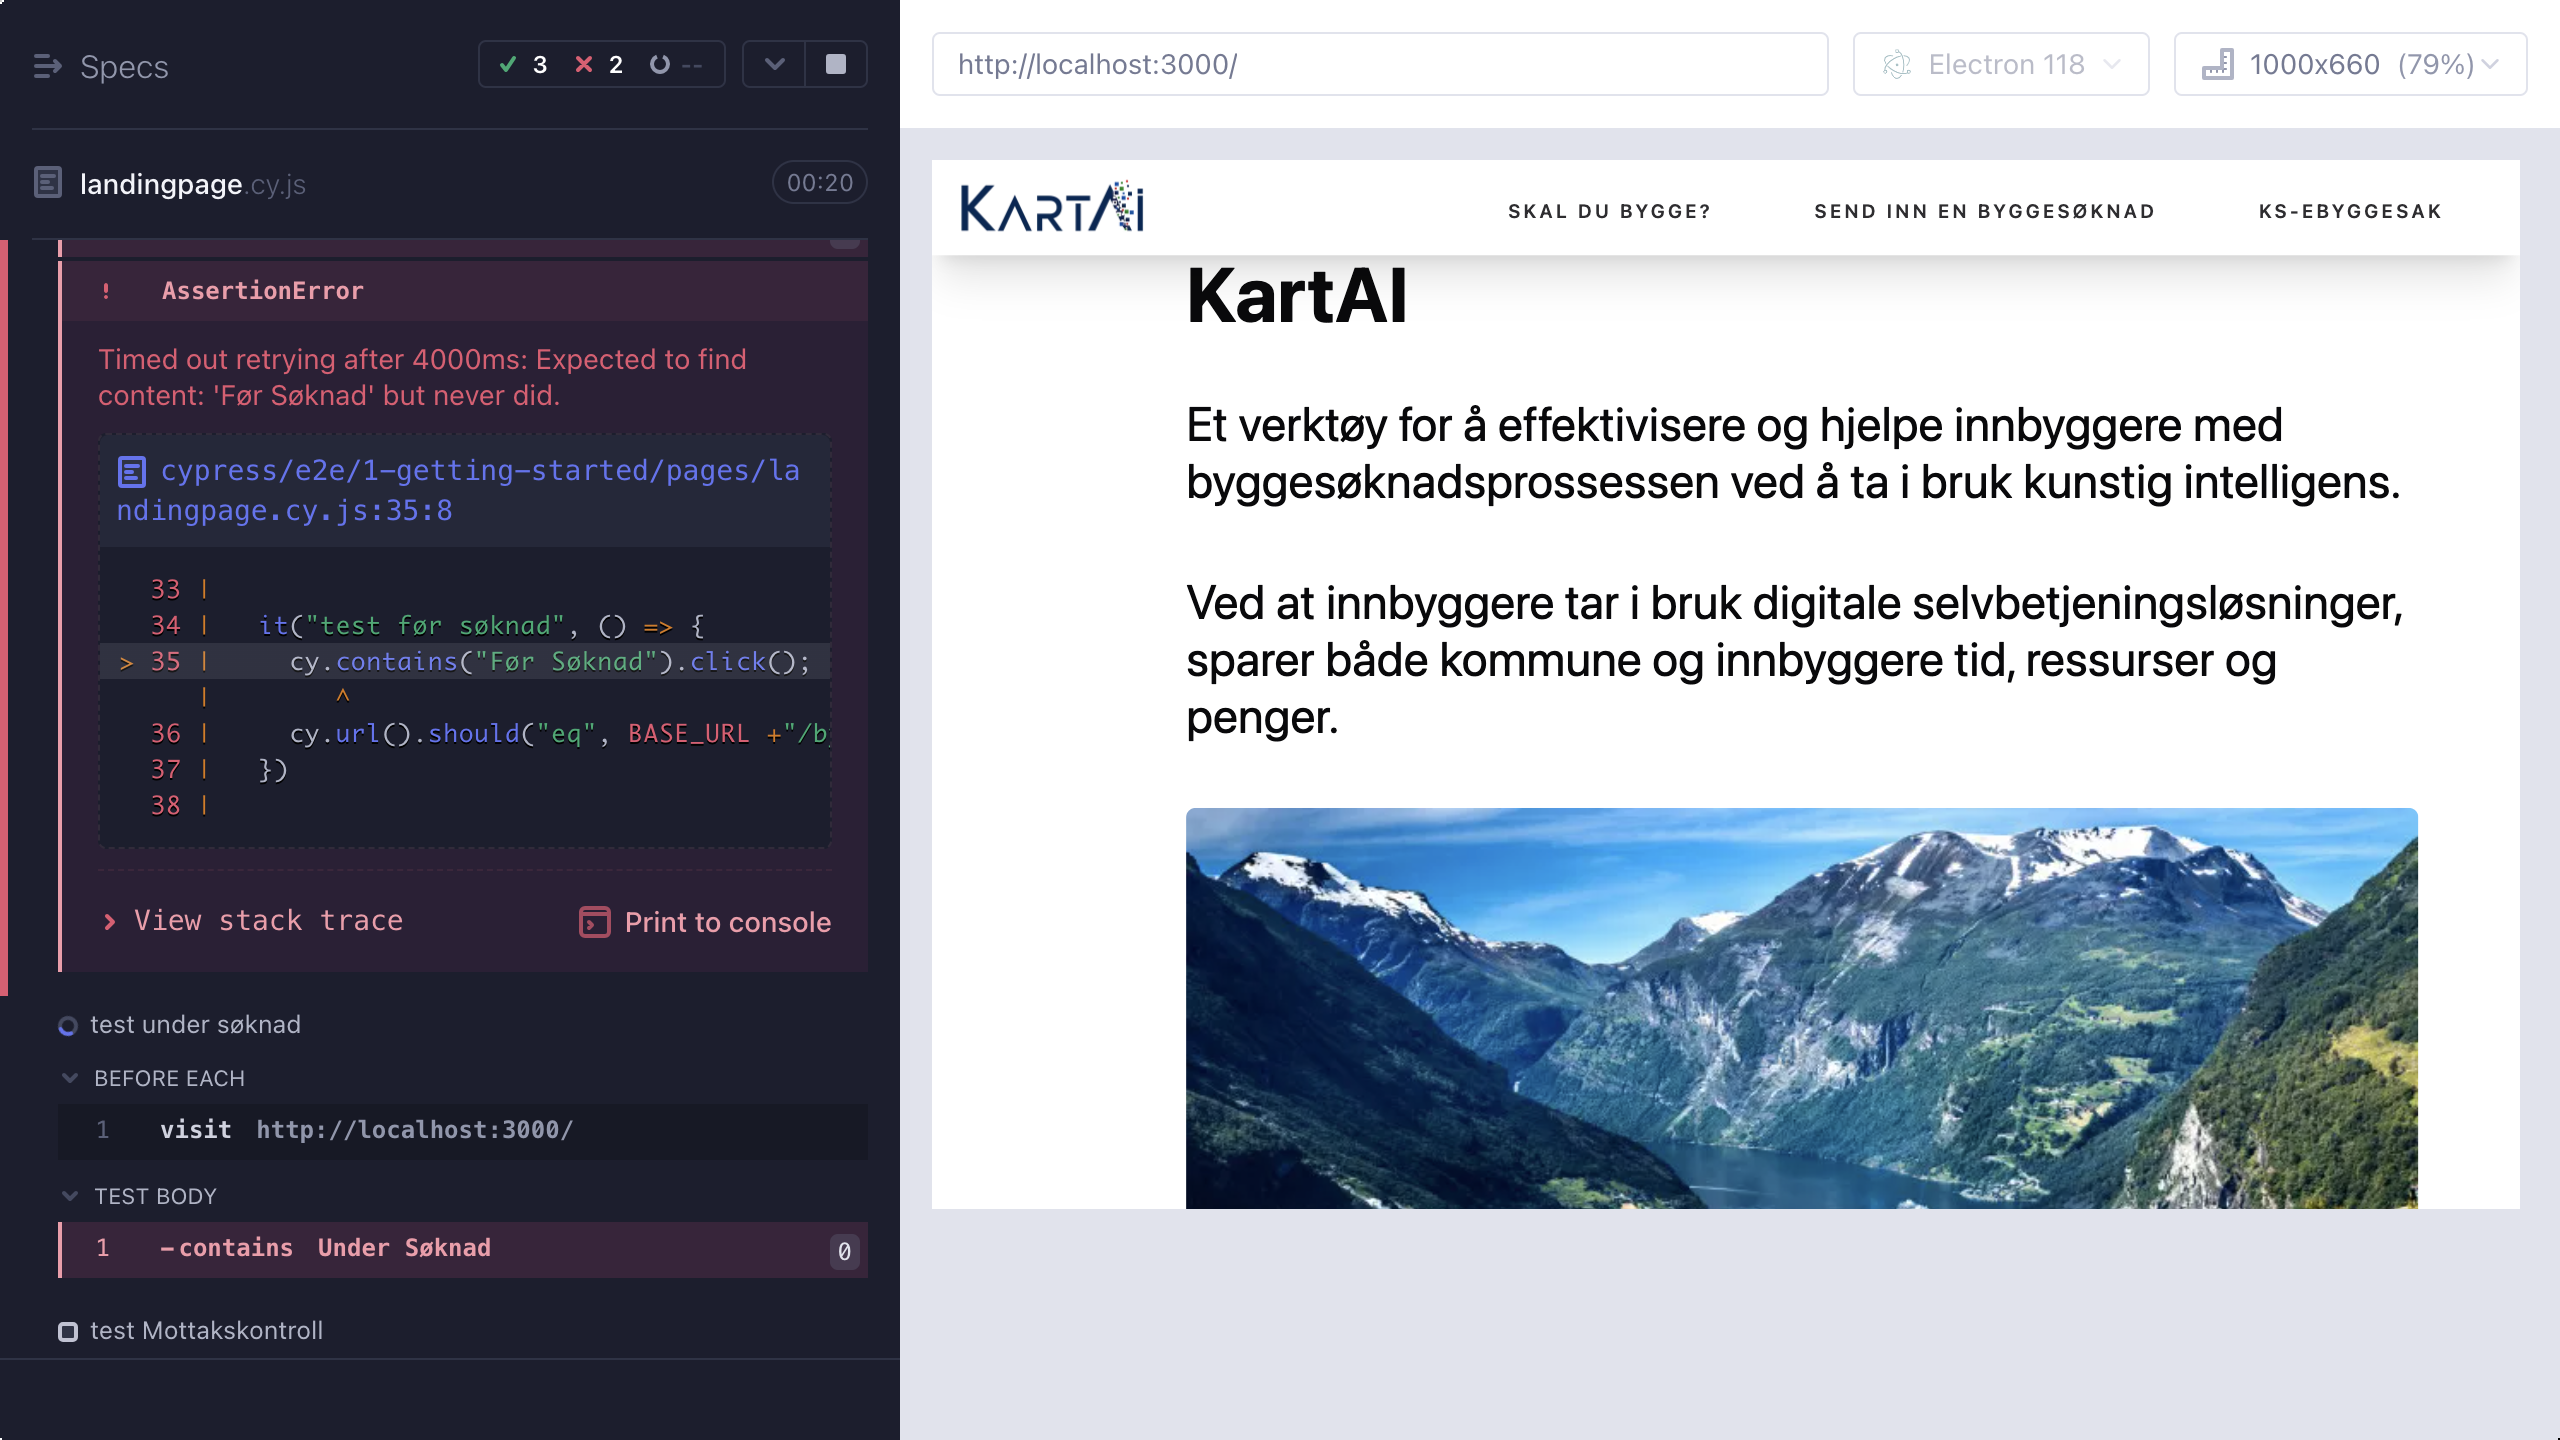 Specs
3 2 --
landingpage.cy.js
00:20
! AssertionError
Timed out retrying after 4000ms: Expected to find
content: 'Før Søknad' but never did.
cypress/e2e/1-getting-started/pages/la
ndingpage.cy.js:35:8
33 |
34 | it("test før søknad", () => {
> 35 | cy.contains("Før Søknad").click();
| ^
36 | cy.url().should("eq", BASE_URL +"/b
37 | })
38 |
View stack trace
Print to console
test under søknad
BEFORE EACH
1 visit http://localhost:3000/
TEST BODY
1 -contains Under Søknad 0
test Mottakskontroll
http://localhost:3000/
Electron 118
1000x660 (79%)
KARTAI
SKAL DU BYGGE?
SEND INN EN BYGGESØKNAD
KS-EBYGGESAK
KartAI
Et verktøy for å effektivisere og hjelpe innbyggere med
byggesøknadsprossessen ved å ta i bruk kunstig intelligens.
Ved at innbyggere tar i bruk digitale selvbetjeningsløsninger,
sparer både kommune og innbyggere tid, ressurser og
penger.